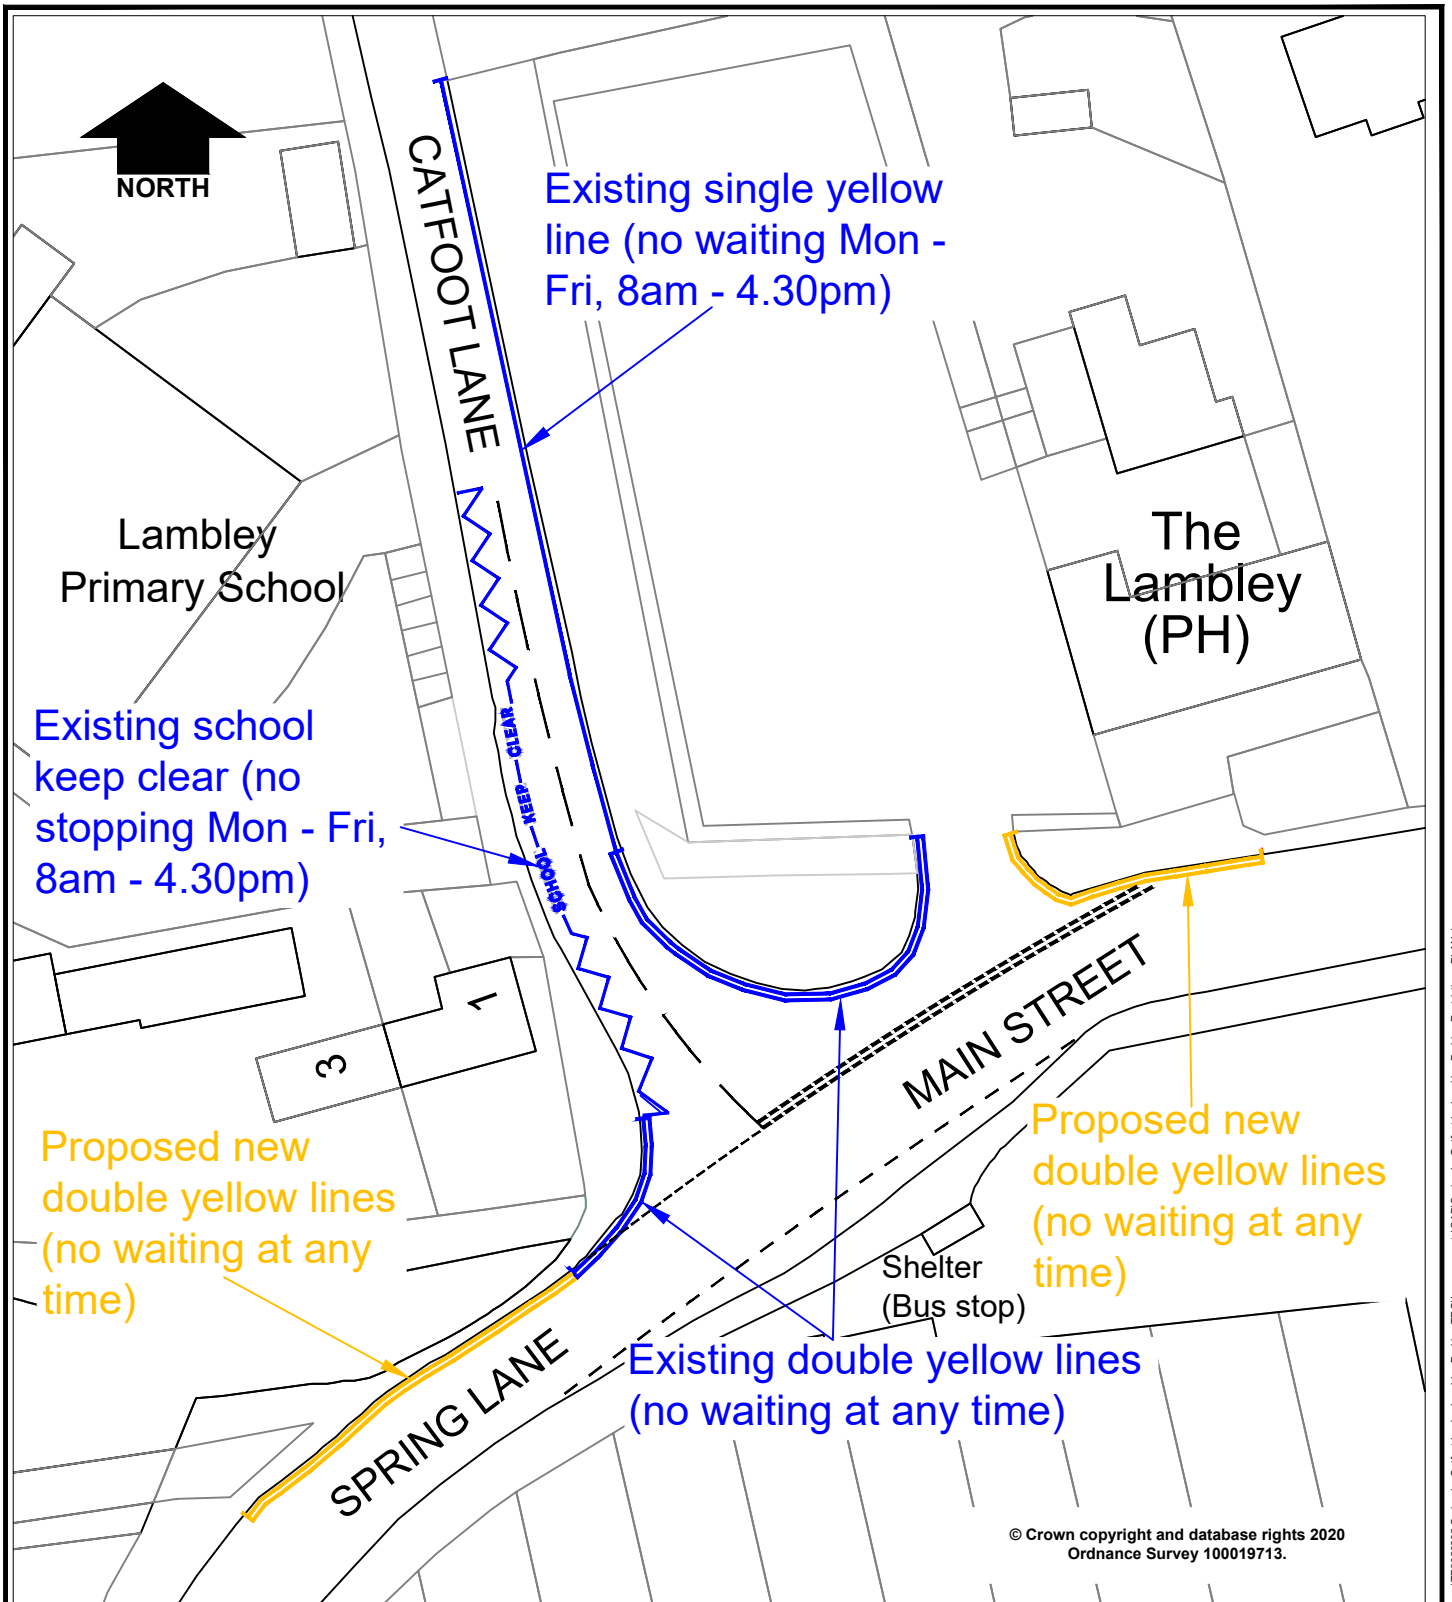 NORTH
CATFOOT LANE
Existing single yellow
line (no waiting Mon -
Fri, 8am - 4.30pm)
Lambley
Primary School
The
Lambley
(PH)
Existing school
keep clear (no
stopping Mon - Fri,
8am - 4.30pm)
SCHOOL KEEP CLEAR
1
3
MAIN STREET
Proposed new
double yellow lines
(no waiting at any
time)
Proposed new
double yellow lines
(no waiting at any
time)
Shelter
(Bus stop)
SPRING LANE
Existing double yellow lines
(no waiting at any time)
© Crown copyright and database rights 2020
Ordnance Survey 100019713.